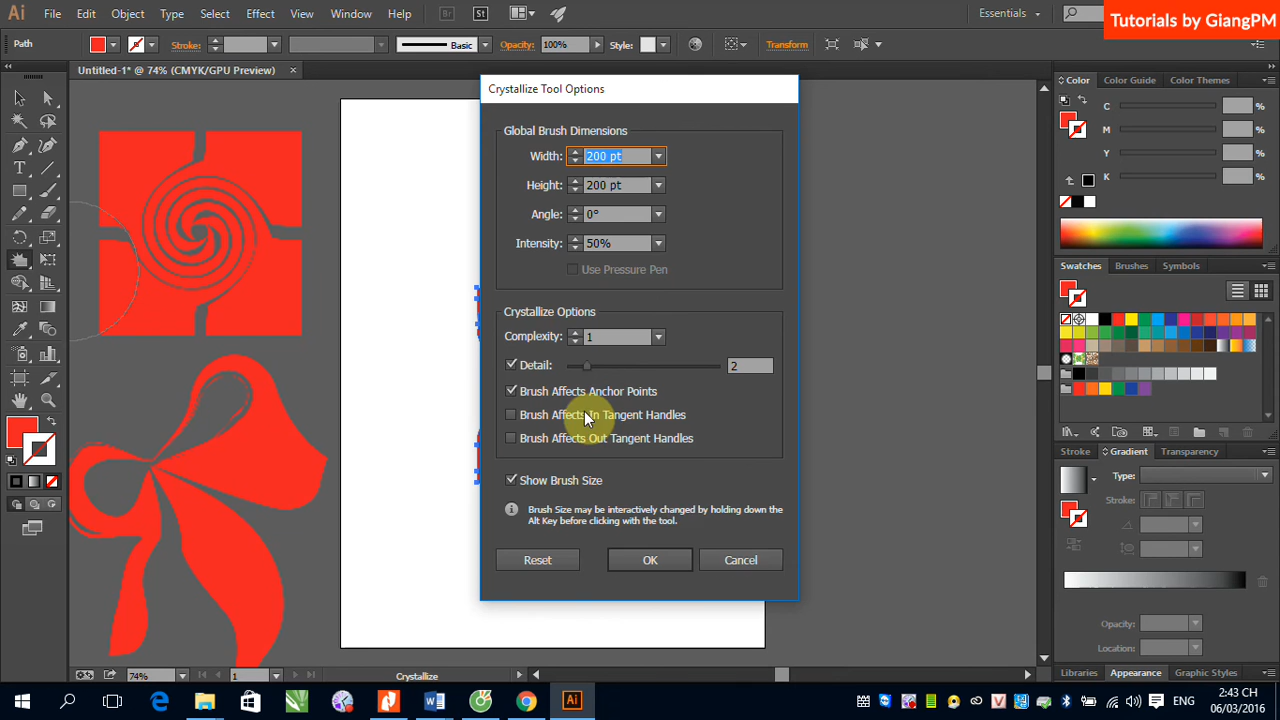 Ai File Edit Object Type Select Effect View Window Help Br St Essentials
Tutorials by GiangPM
Path Stroke: Basic Opacity: 100% Style: Transform
Untitled-1* @ 74% (CMYK/GPU Preview)
Crystallize Tool Options
Global Brush Dimensions
Width: 200 pt
Height: 200 pt
Angle: 0°
Intensity: 50%
Use Pressure Pen
Crystallize Options
Complexity: 1
Detail: 2
Brush Affects Anchor Points
Brush Affects In Tangent Handles
Brush Affects Out Tangent Handles
Show Brush Size
Brush Size may be interactively changed by holding down the
Alt Key before clicking with the tool.
Reset OK Cancel
Color Color Guide Color Themes
C %
M %
Y %
K %
Swatches Brushes Symbols
Stroke Gradient Transparency
Type:
Stroke:
Opacity: %
Location: %
Libraries Appearance Graphic Styles
74% 1 Crystallize
ENG
2:43 CH
06/03/2016